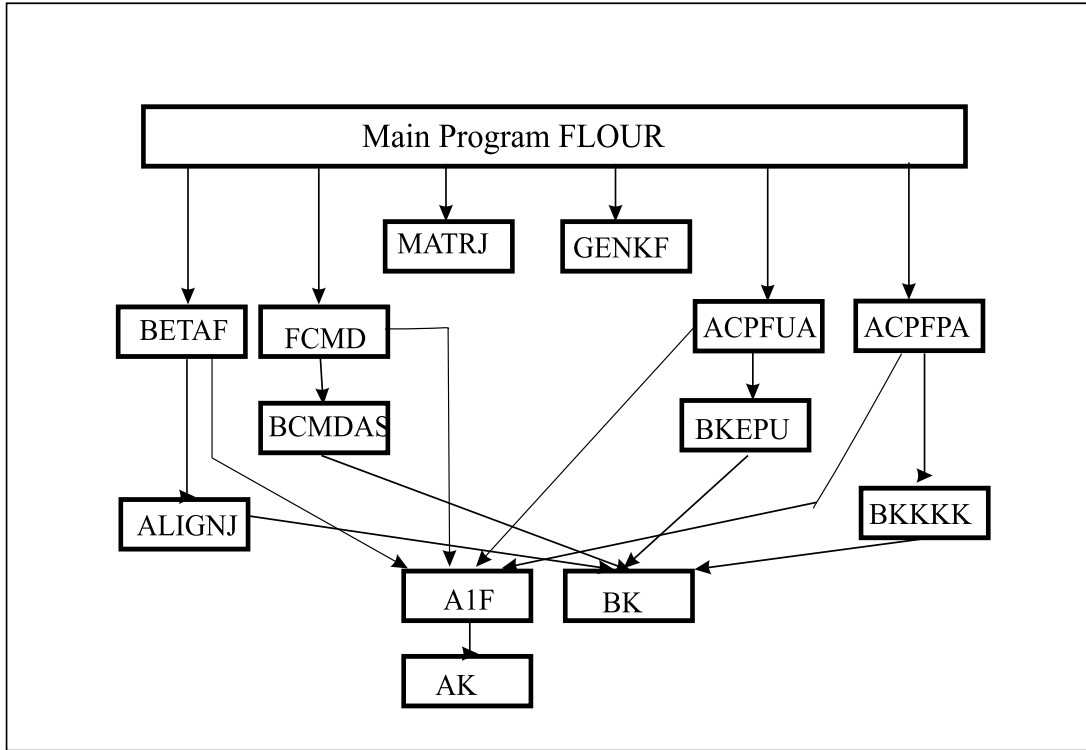 Main Program FLOUR
MATRJ
GENKF
BETAF
FCMD
ACPFUA
ACPFPA
BCMDAS
BKEPU
ALIGNJ
BKKKK
A1F
BK
AK